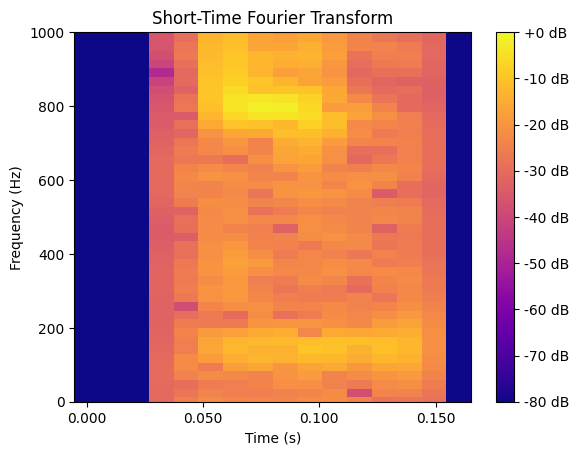 Short-Time Fourier Transform
Frequency (Hz)
1000
800
600
400
200
0
0.000
0.050
0.100
0.150
Time (s)
+0 dB
-10 dB
-20 dB
-30 dB
-40 dB
-50 dB
-60 dB
-70 dB
-80 dB